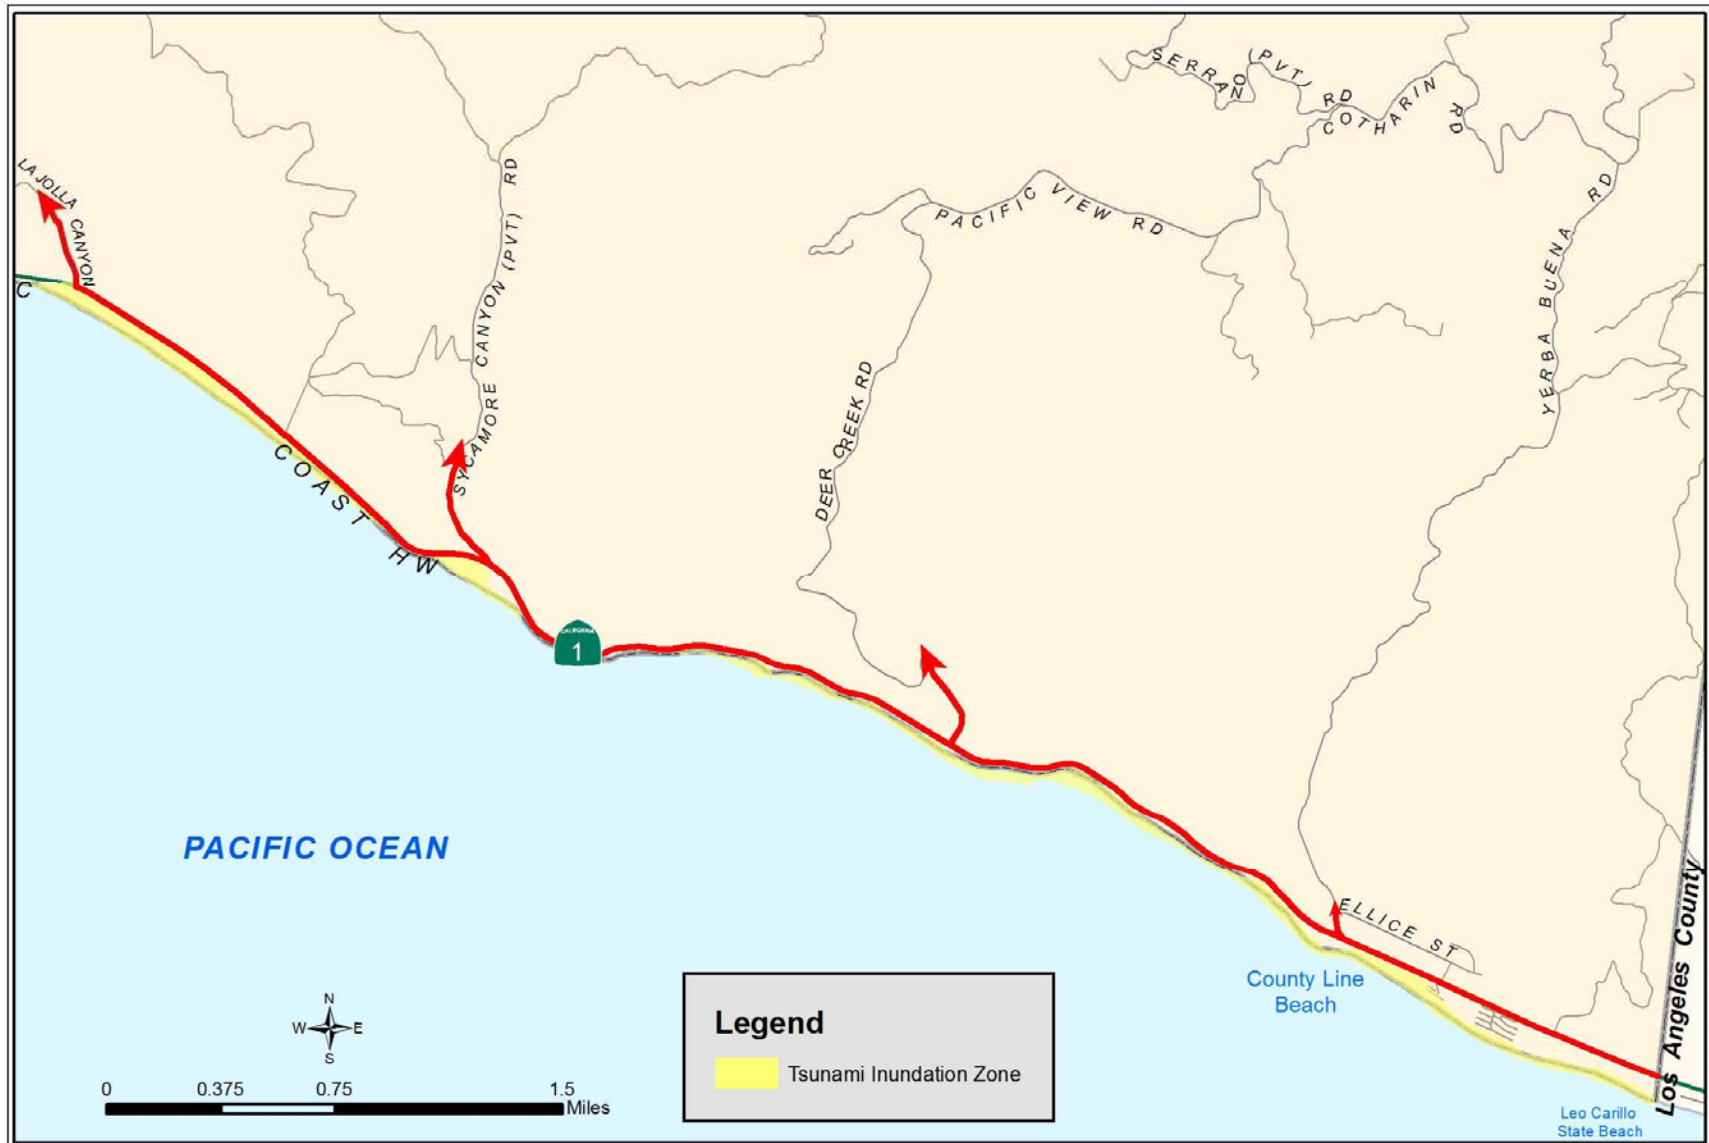 SERRANO (PVT) RD
COTHARIN RD
LA JOLLA CANYON
SYCAMORE CANYON (PVT) RD
PACIFIC VIEW RD
YERBA BUENA RD
DEER CREEK RD
C
COAST HW
CALIFORNIA
1
PACIFIC OCEAN
ELLICE ST
County Line
Beach
Los Angeles County
N
W E
S
0 0.375 0.75 1.5
Miles
Legend
Tsunami Inundation Zone
Leo Carillo
State Beach